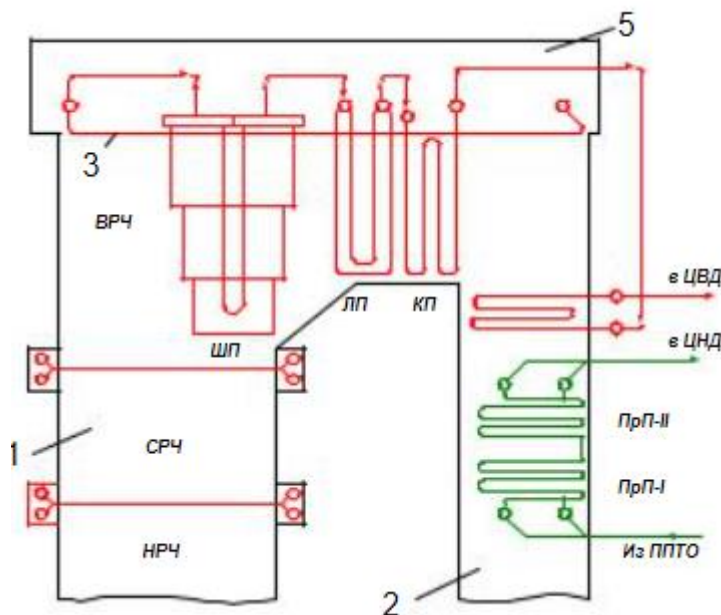 5
3
ВРЧ
в ЦВД
ЛП
КП
ШП
в ЦНД
ПрП-II
1
СРЧ
ПрП-I
НРЧ
Из ППТО
2